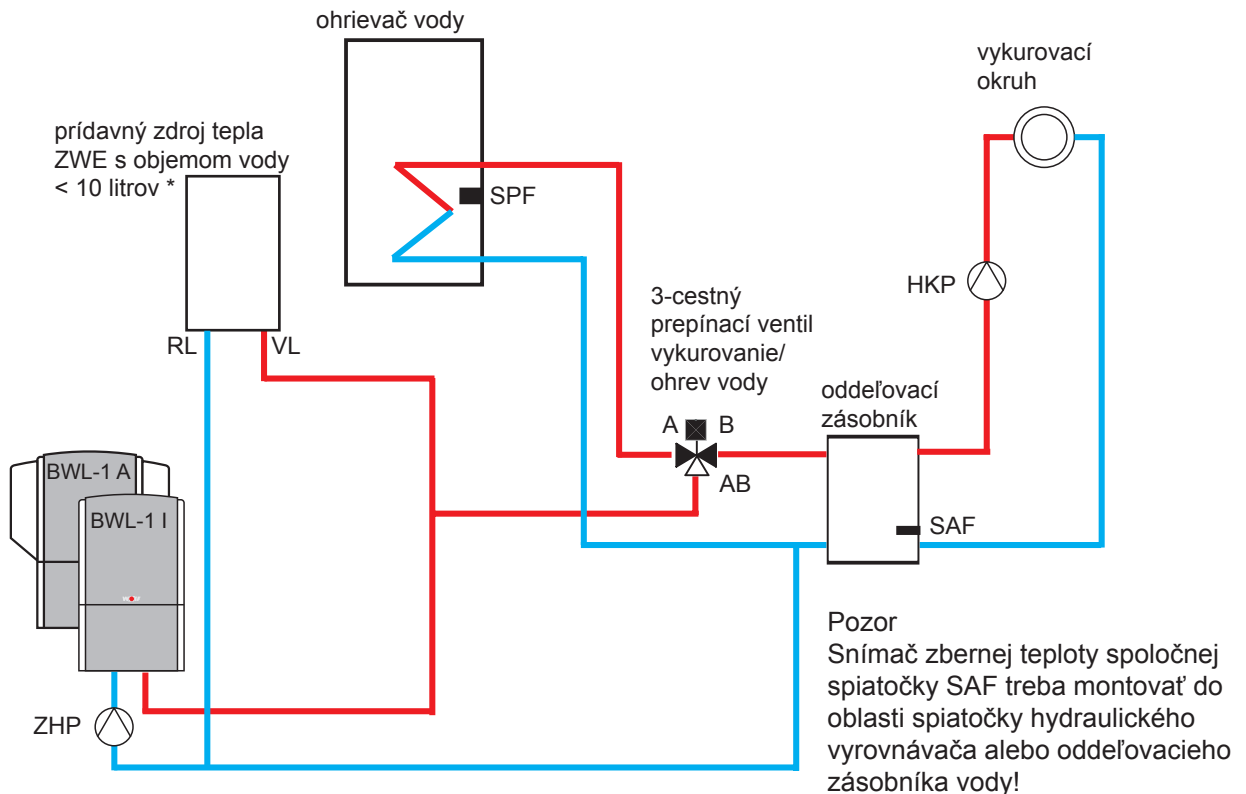 ohrievač vody
vykurovací
okruh
prídavný zdroj tepla
ZWE s objemom vody
< 10 litrov *
SPF
HKP
3-cestný
prepínací ventil
vykurovanie/
ohrev vody
RL
VL
oddeľovací
zásobník
A
B
AB
BWL-1 A
BWL-1 I
SAF
ZHP
Pozor
Snímač zbernej teploty spoločnej
spiatočky SAF treba montovať do
oblasti spiatočky hydraulického
vyrovnávača alebo oddeľovacieho
zásobníka vody!